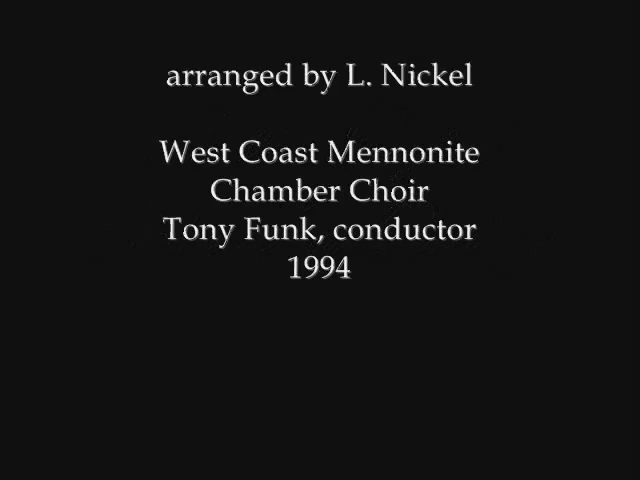 arranged by L. Nickel
West Coast Mennonite
Chamber Choir
Tony Funk, conductor
1994